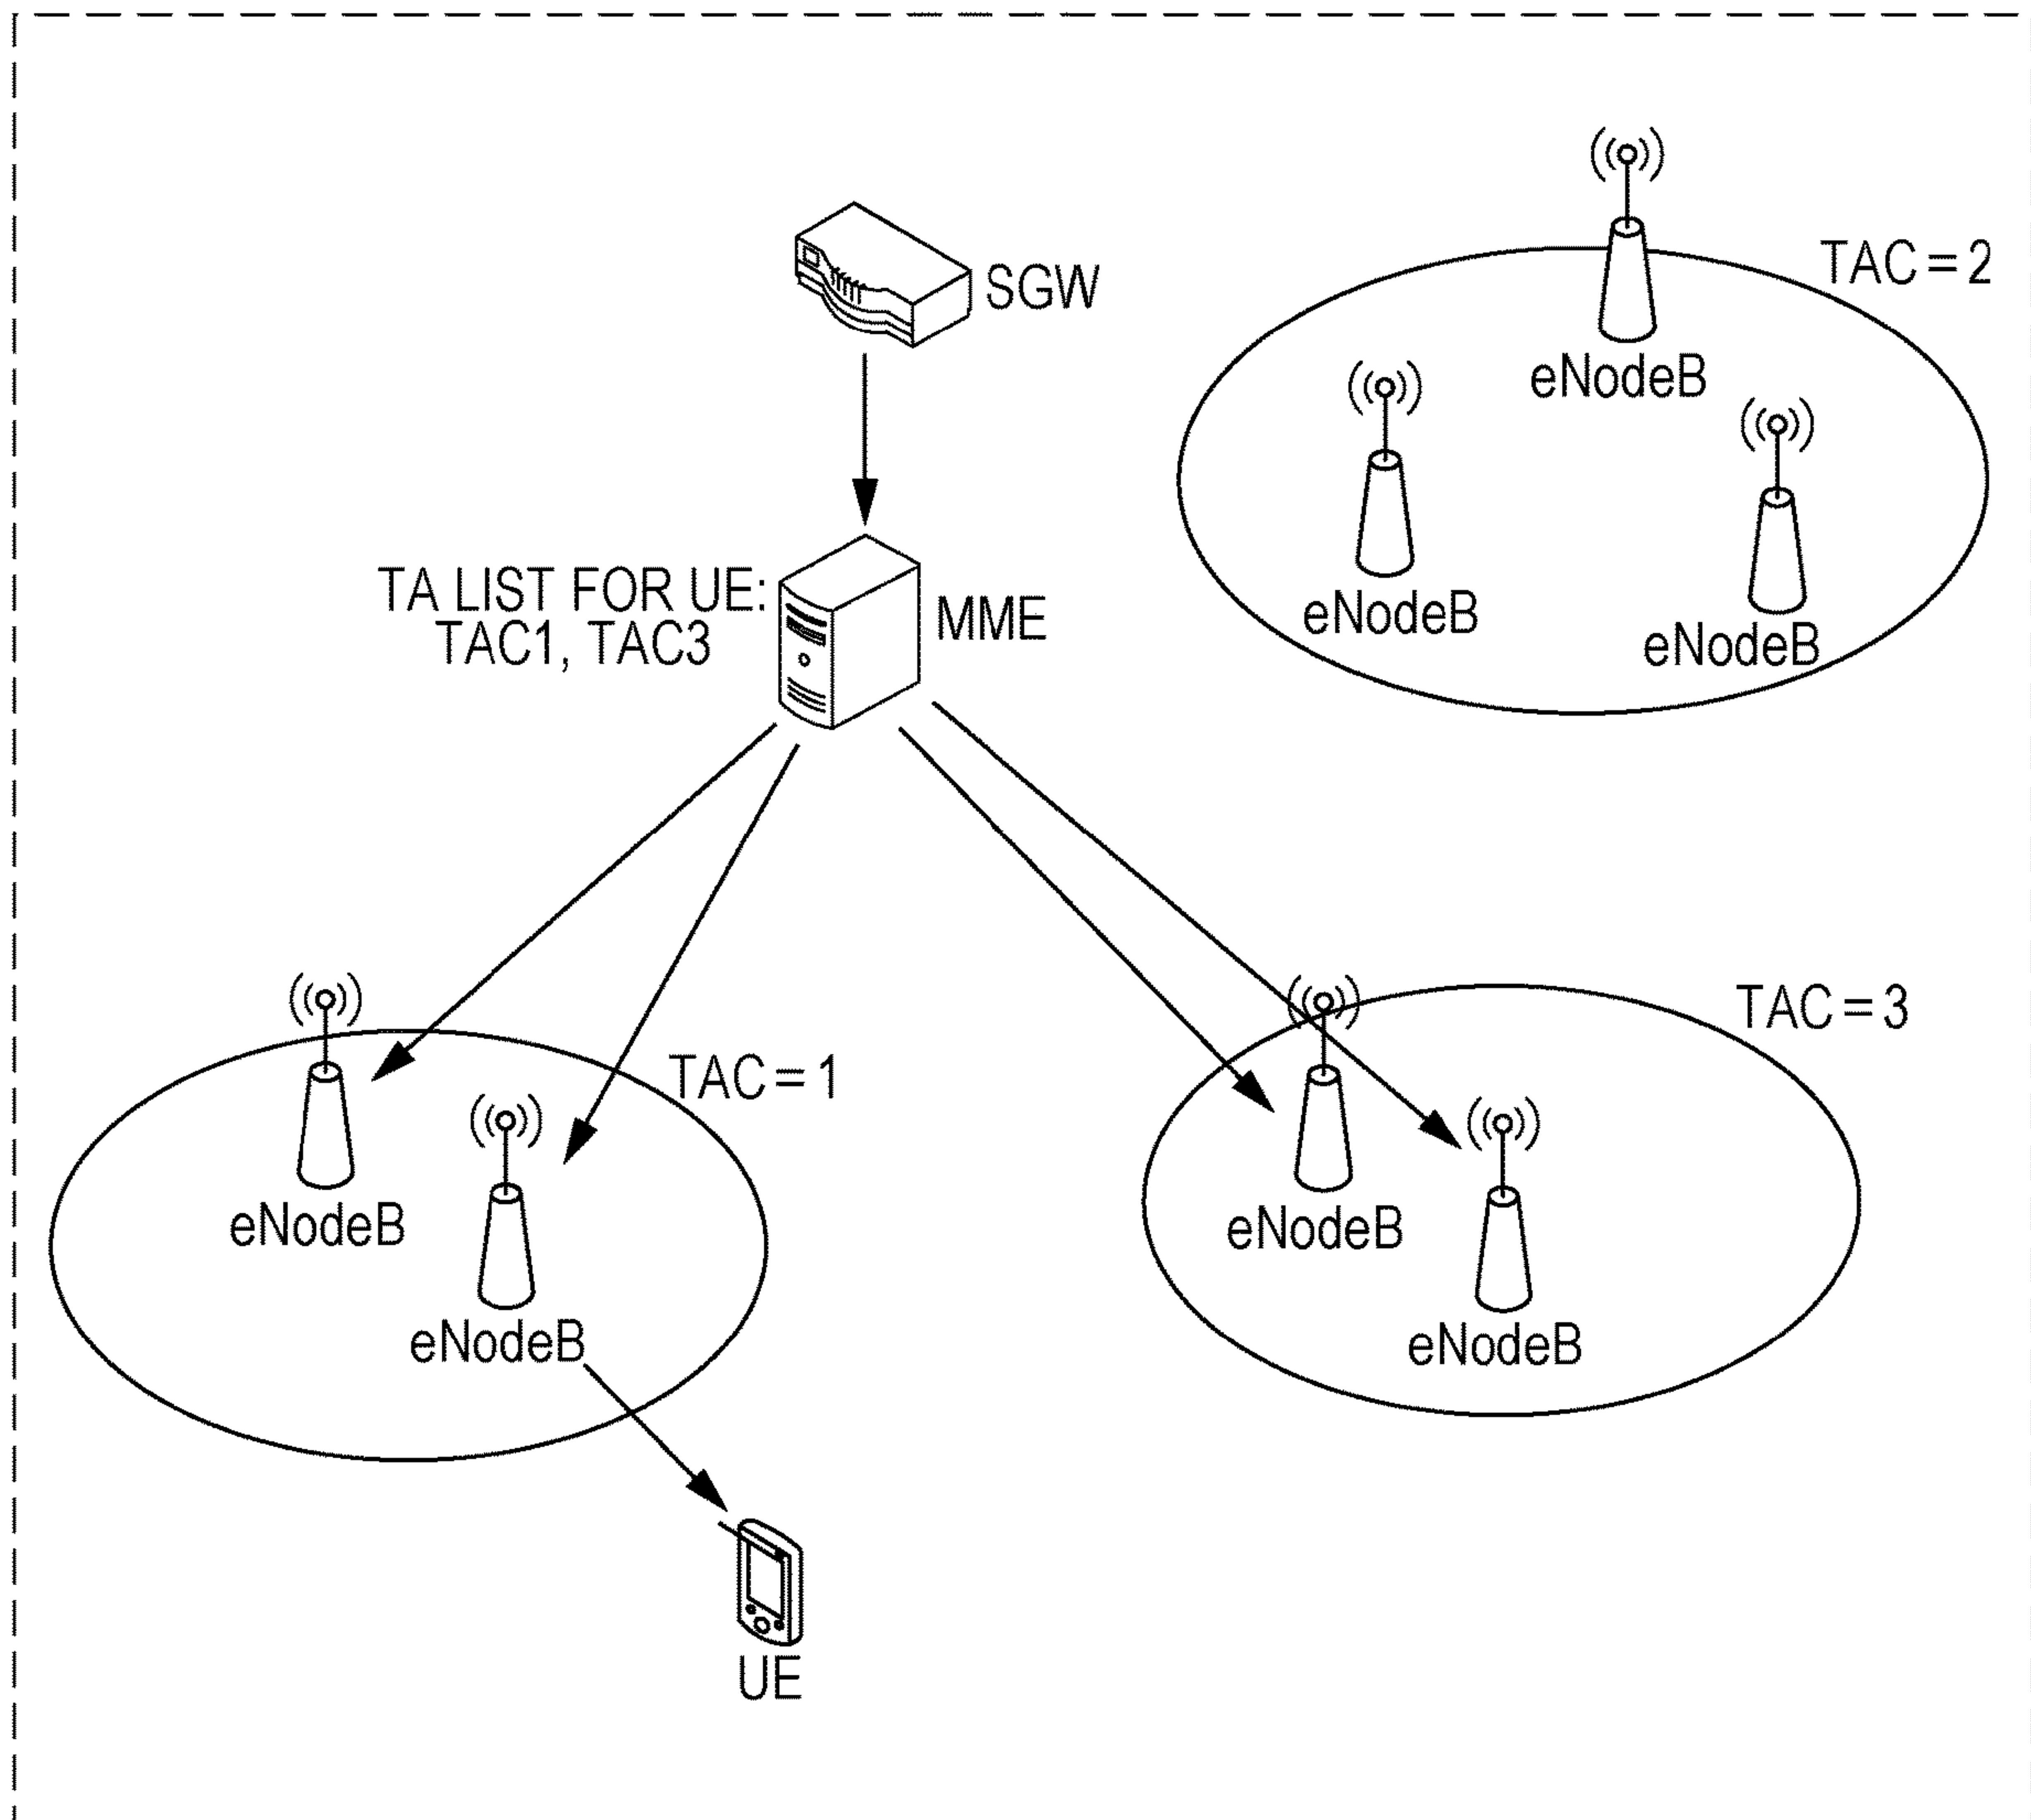 TAC=2
SGW
eNodeB
eNodeB
eNodeB
TA LIST FOR UE:
TAC1, TAC3
MME
TAC=3
TAC=1
eNodeB
eNodeB
eNodeB
eNodeB
UE